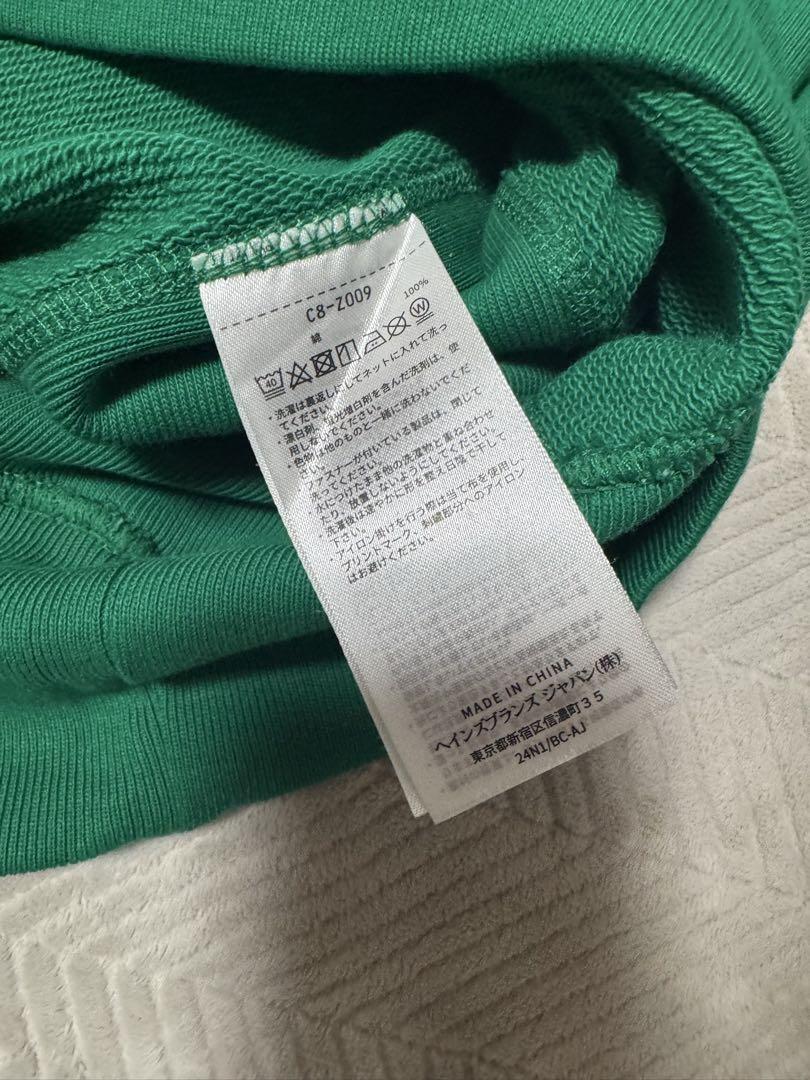 C8-Z009
綿 100%
40 W
・洗濯は裏返しにしてネットに入れて洗っ
てください。
・漂白剤、蛍光増白剤を含んだ洗剤は、使
用しないでください。
・色物は他のものと一緒に洗わないでくだ
さい。
・ファスナーが付いている製品は、閉じて
洗ってください。
・水につけたまま他の洗濯物と重ね合わせ
たり、放置しないようにしてください。
・洗濯後は速やかに形を整え日陰で干して
下さい。
・アイロン掛けを行う際は当て布を使用し、
プリントマーク、刺繍部分へのアイロン
はお避けください。
MADE IN CHINA
ヘインズブランズ ジャパン(株)
東京都新宿区信濃町３５
24N1/BC-AJ